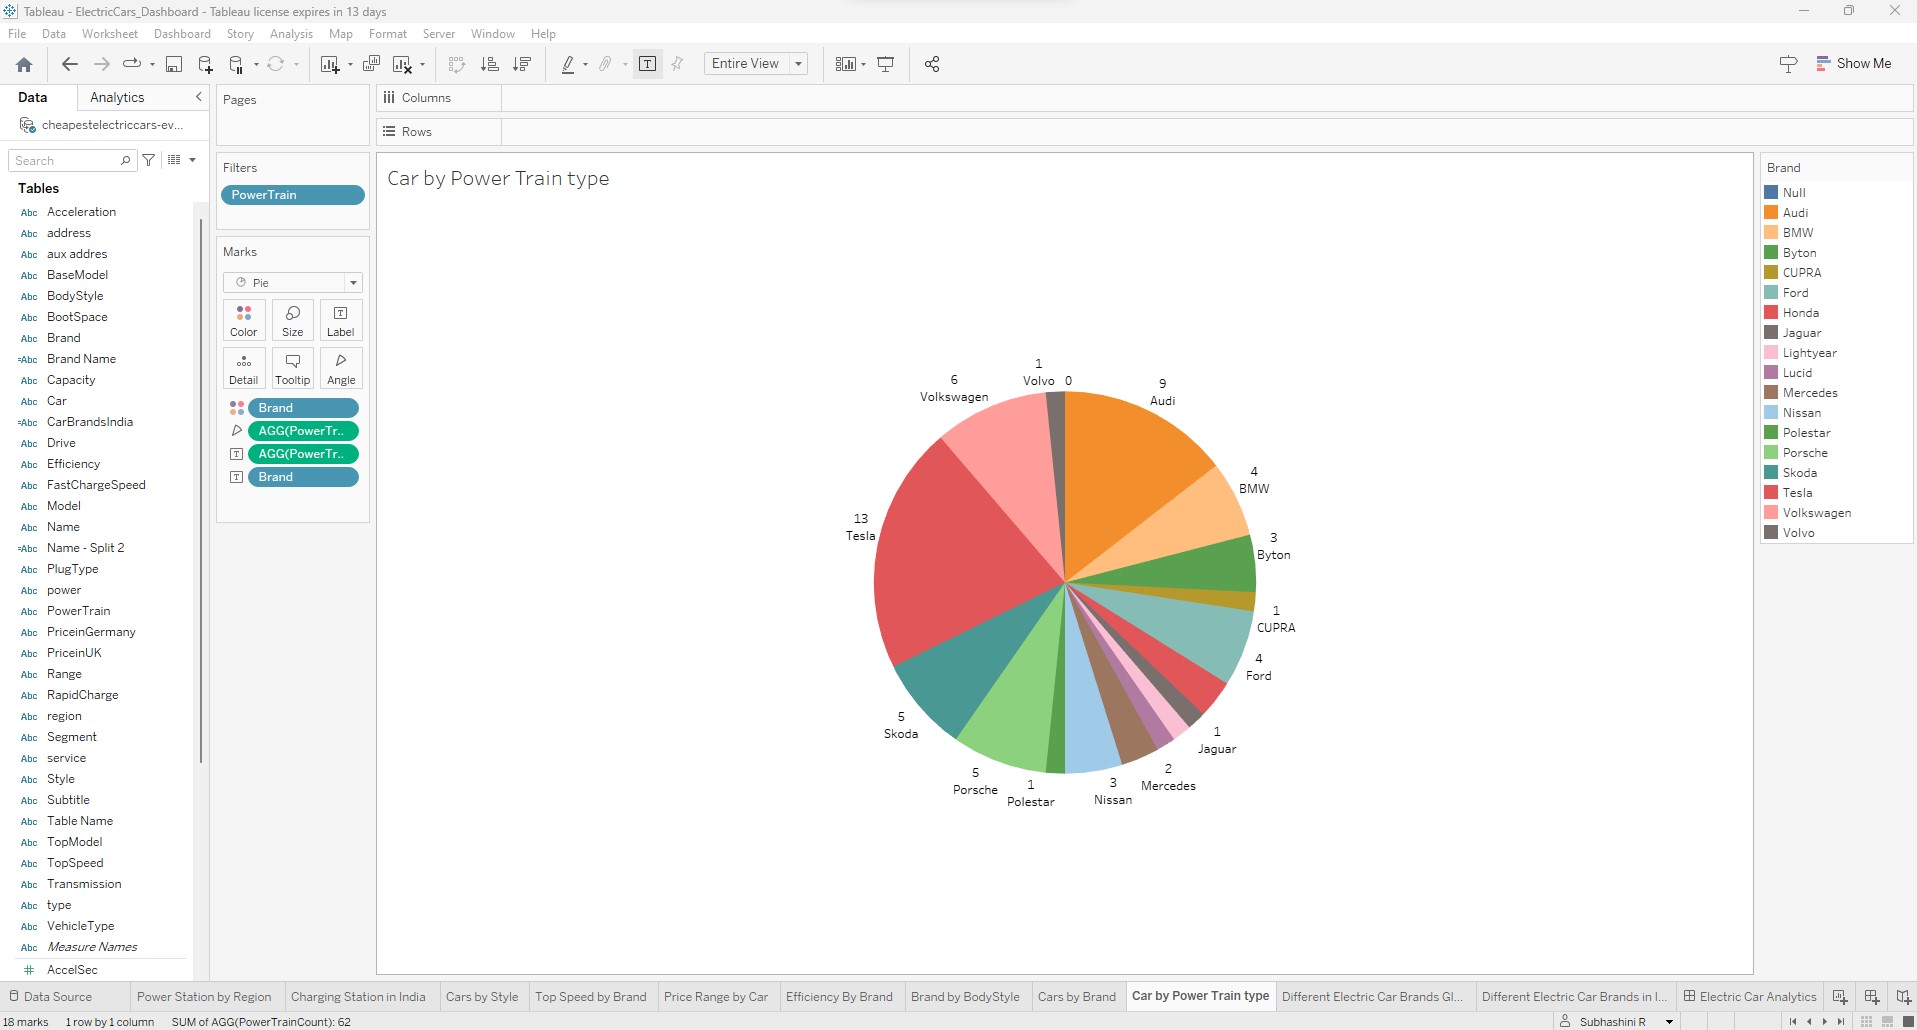 Tableau - ElectricCars_Dashboard - Tableau license expires in 13 days
File Data Worksheet Dashboard Story Analysis Map Format Server Window Help
Entire View
Show Me
Data Analytics
cheapestelectriccars-ev...
Search
Tables
Abc Acceleration
Abc address
Abc aux addres
Abc BaseModel
Abc BodyStyle
Abc BootSpace
Abc Brand
=Abc Brand Name
Abc Capacity
Abc Car
=Abc CarBrandsIndia
Abc Drive
Abc Efficiency
Abc FastChargeSpeed
Abc Model
Abc Name
=Abc Name - Split 2
Abc PlugType
Abc power
Abc PowerTrain
Abc PriceinGermany
Abc PriceinUK
Abc Range
Abc RapidCharge
Abc region
Abc Segment
Abc service
Abc Style
Abc Subtitle
Abc Table Name
Abc TopModel
Abc TopSpeed
Abc Transmission
Abc type
Abc VehicleType
Abc Measure Names
# AccelSec
Pages
Filters
PowerTrain
Marks
Pie
Color Size Label
Detail Tooltip Angle
Brand
AGG(PowerTr..
AGG(PowerTr..
Brand
Columns
Rows
Car by Power Train type
0
9
Audi
4
BMW
3
Byton
1
CUPRA
4
Ford
1
Jaguar
2
Mercedes
3
Nissan
1
Polestar
5
Porsche
5
Skoda
13
Tesla
6
Volkswagen
1
Volvo
Brand
Null
Audi
BMW
Byton
CUPRA
Ford
Honda
Jaguar
Lightyear
Lucid
Mercedes
Nissan
Polestar
Porsche
Skoda
Tesla
Volkswagen
Volvo
Data Source Power Station by Region Charging Station in India Cars by Style Top Speed by Brand Price Range by Car Efficiency By Brand Brand by BodyStyle Cars by Brand Car by Power Train type Different Electric Car Brands Gl... Different Electric Car Brands in I... Electric Car Analytics
18 marks 1 row by 1 column SUM of AGG(PowerTrainCount): 62 Subhashini R